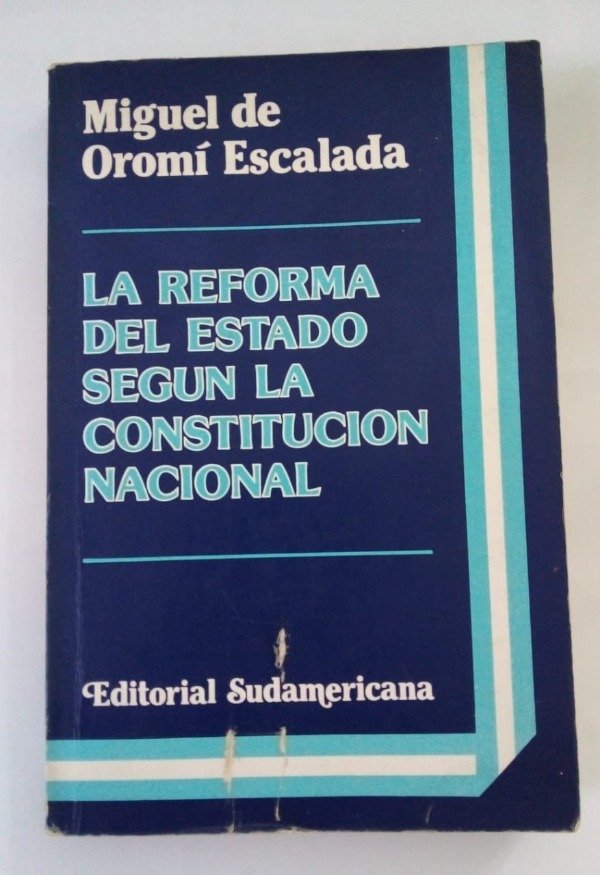 Miguel de
Oromí Escalada
LA REFORMA
DEL ESTADO
SEGUN LA
CONSTITUCION
NACIONAL
Editorial Sudamericana